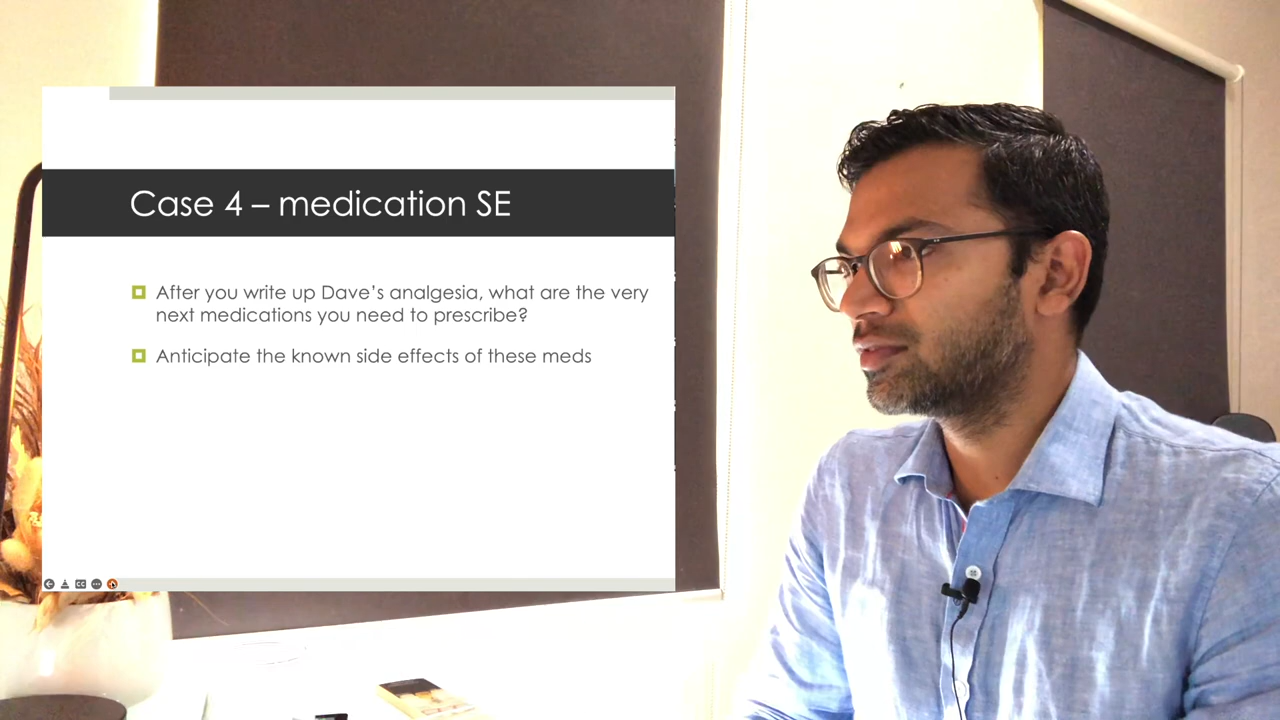 Case 4 – medication SE
After you write up Dave’s analgesia, what are the very
next medications you need to prescribe?
Anticipate the known side effects of these meds